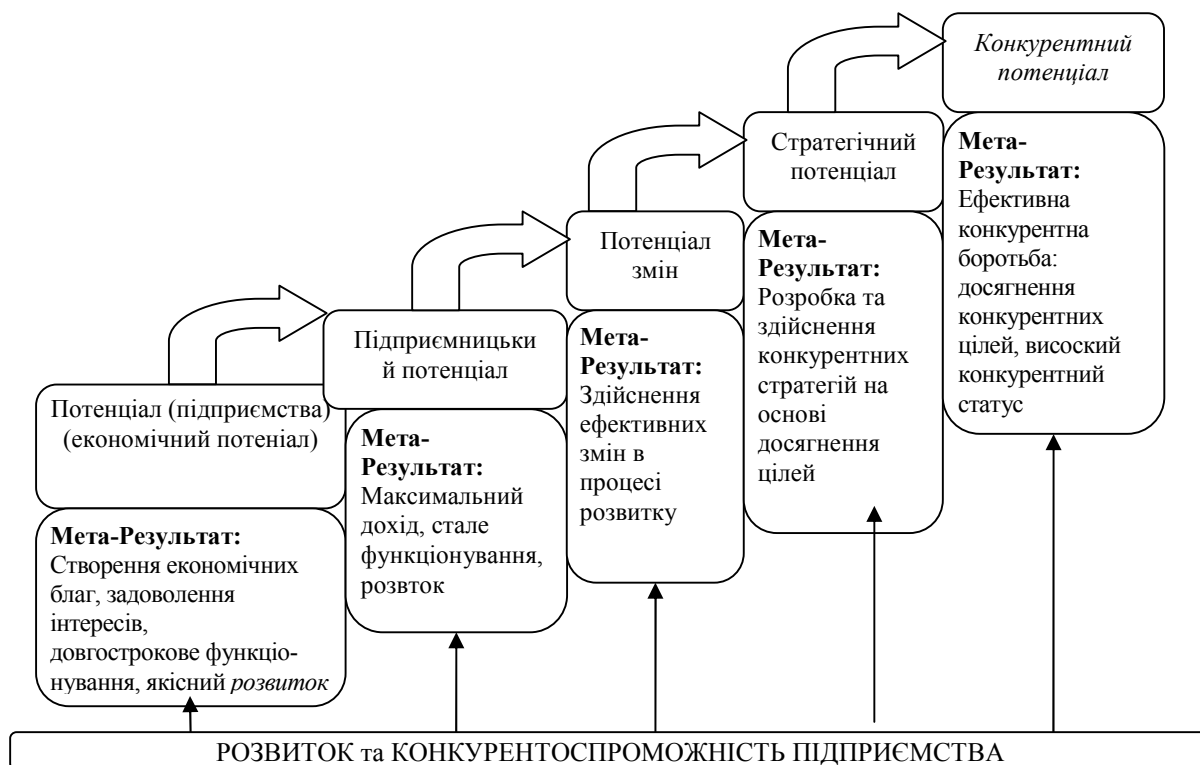 Потенціал (підприємства)
(економічний потеніал)
Мета-Результат:
Створення економічних
благ, задоволення
інтересів,
довгострокове функціо-
нування, якісний розвиток
Підприємницьки
й потенціал
Мета-
Результат:
Максимальний
дохід, стале
функціонування,
розвток
Потенціал
змін
Мета-
Результат:
Здійснення
ефективних
змін в
процесі
розвитку
Стратегічний
потенціал
Мета-
Результат:
Розробка та
здійснення
конкурентних
стратегій на
основі
досягнення
цілей
Конкурентний
потенціал
Мета-
Результат:
Ефективна
конкурентна
боротьба:
досягнення
конкурентних
цілей, висоский
конкурентний
статус
РОЗВИТОК та КОНКУРЕНТОСПРОМОЖНІСТЬ ПІДПРИЄМСТВА